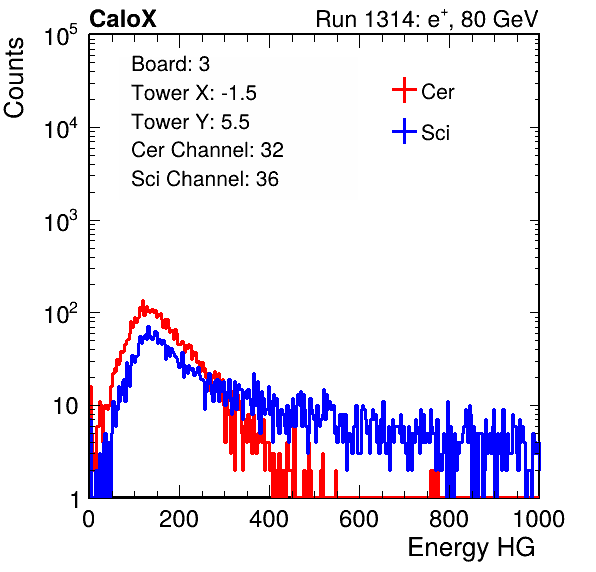 CaloX Run 1314: e⁺, 80 GeV
Counts
Board: 3
Tower X: -1.5
Tower Y: 5.5
Cer Channel: 32
Sci Channel: 36
Cer
Sci
10⁵
10⁴
10³
10²
10
1
0 200 400 600 800 1000
Energy HG